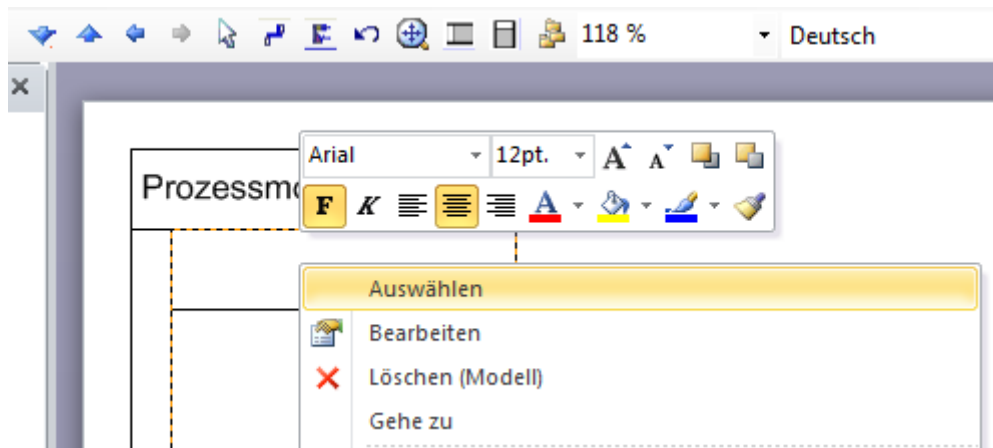 118 % Deutsch
Arial 12pt. A A
Prozessm
F K A
Auswählen
Bearbeiten
Löschen (Modell)
Gehe zu